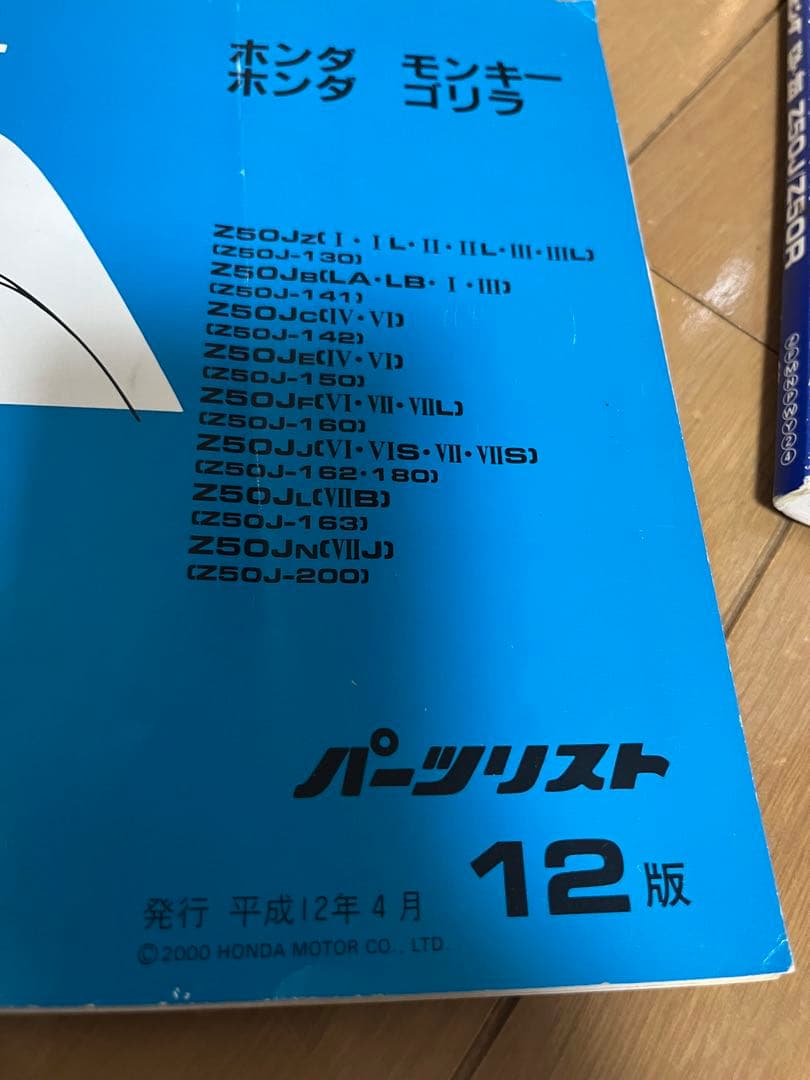 ホンダ モンキー
ホンダ ゴリラ
Z50JZ(Ⅰ・ⅠL・Ⅱ・ⅡL・Ⅲ・ⅢL)
(Z50J-130)
Z50JB(LA・LB・Ⅰ・Ⅲ)
(Z50J-141)
Z50JC(Ⅳ・Ⅵ)
(Z50J-142)
Z50JE(Ⅳ・Ⅵ)
(Z50J-150)
Z50JF(Ⅵ・Ⅶ・ⅦL)
(Z50J-160)
Z50JJ(Ⅵ・ⅥS・Ⅶ・ⅦS)
(Z50J-162・180)
Z50JL(ⅦB)
(Z50J-163)
Z50JN(ⅦJ)
(Z50J-200)
パーツリスト
12版
発行 平成12年4月
©2000 HONDA MOTOR CO., LTD.
Z50J/Z50R